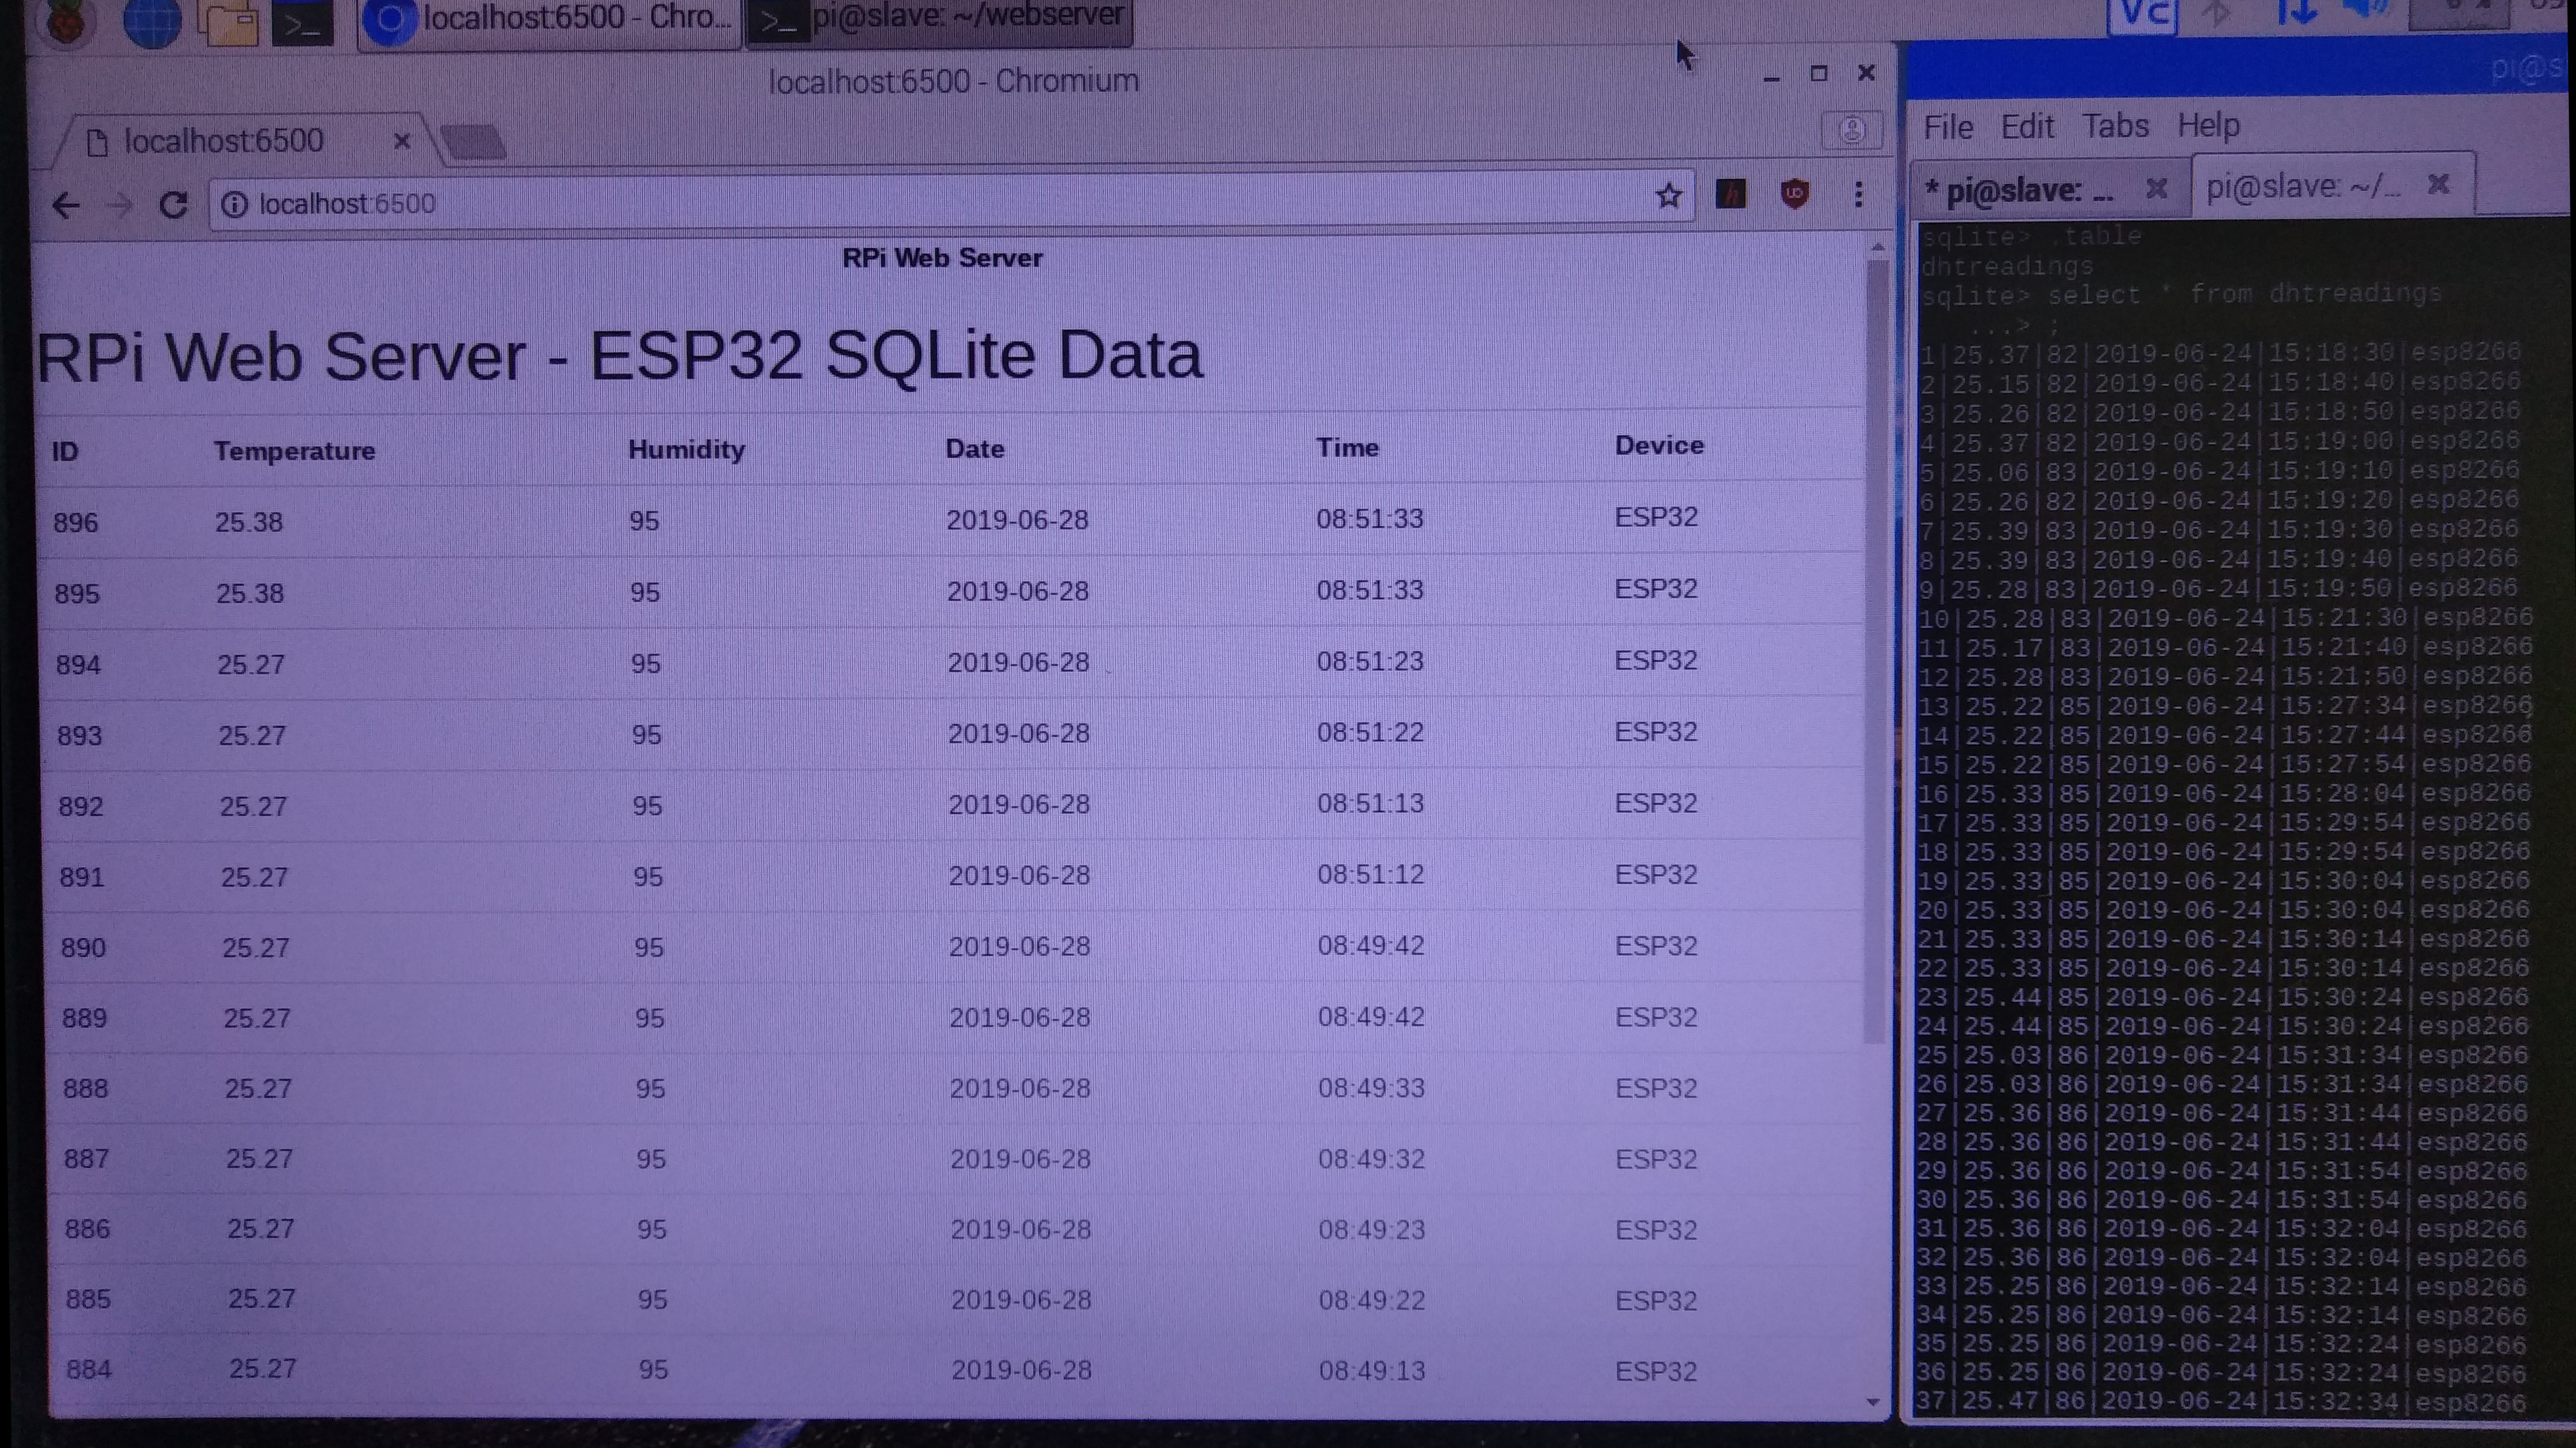 localhost:6500 - Chro...
pi@slave: ~/webserver
localhost:6500 - Chromium
localhost:6500
localhost:6500
RPi Web Server
RPi Web Server - ESP32 SQLite Data
ID Temperature Humidity Date Time Device
896 25.38 95 2019-06-28 08:51:33 ESP32
895 25.38 95 2019-06-28 08:51:33 ESP32
894 25.27 95 2019-06-28 08:51:23 ESP32
893 25.27 95 2019-06-28 08:51:22 ESP32
892 25.27 95 2019-06-28 08:51:13 ESP32
891 25.27 95 2019-06-28 08:51:12 ESP32
890 25.27 95 2019-06-28 08:49:42 ESP32
889 25.27 95 2019-06-28 08:49:42 ESP32
888 25.27 95 2019-06-28 08:49:33 ESP32
887 25.27 95 2019-06-28 08:49:32 ESP32
886 25.27 95 2019-06-28 08:49:23 ESP32
885 25.27 95 2019-06-28 08:49:22 ESP32
884 25.27 95 2019-06-28 08:49:13 ESP32
pi@s
File Edit Tabs Help
* pi@slave: ...
pi@slave: ~/...
sqlite> .table
dhtreadings
sqlite> select * from dhtreadings
...> ;
1|25.37|82|2019-06-24|15:18:30|esp8266
2|25.15|82|2019-06-24|15:18:40|esp8266
3|25.26|82|2019-06-24|15:18:50|esp8266
4|25.37|82|2019-06-24|15:19:00|esp8266
5|25.06|83|2019-06-24|15:19:10|esp8266
6|25.26|82|2019-06-24|15:19:20|esp8266
7|25.39|83|2019-06-24|15:19:30|esp8266
8|25.39|83|2019-06-24|15:19:40|esp8266
9|25.28|83|2019-06-24|15:19:50|esp8266
10|25.28|83|2019-06-24|15:21:30|esp8266
11|25.17|83|2019-06-24|15:21:40|esp8266
12|25.28|83|2019-06-24|15:21:50|esp8266
13|25.22|85|2019-06-24|15:27:34|esp8266
14|25.22|85|2019-06-24|15:27:44|esp8266
15|25.22|85|2019-06-24|15:27:54|esp8266
16|25.33|85|2019-06-24|15:28:04|esp8266
17|25.33|85|2019-06-24|15:29:54|esp8266
18|25.33|85|2019-06-24|15:29:54|esp8266
19|25.33|85|2019-06-24|15:30:04|esp8266
20|25.33|85|2019-06-24|15:30:04|esp8266
21|25.33|85|2019-06-24|15:30:14|esp8266
22|25.33|85|2019-06-24|15:30:14|esp8266
23|25.44|85|2019-06-24|15:30:24|esp8266
24|25.44|85|2019-06-24|15:30:24|esp8266
25|25.03|86|2019-06-24|15:31:34|esp8266
26|25.03|86|2019-06-24|15:31:34|esp8266
27|25.36|86|2019-06-24|15:31:44|esp8266
28|25.36|86|2019-06-24|15:31:44|esp8266
29|25.36|86|2019-06-24|15:31:54|esp8266
30|25.36|86|2019-06-24|15:31:54|esp8266
31|25.36|86|2019-06-24|15:32:04|esp8266
32|25.36|86|2019-06-24|15:32:04|esp8266
33|25.25|86|2019-06-24|15:32:14|esp8266
34|25.25|86|2019-06-24|15:32:14|esp8266
35|25.25|86|2019-06-24|15:32:24|esp8266
36|25.25|86|2019-06-24|15:32:24|esp8266
37|25.47|86|2019-06-24|15:32:34|esp8266